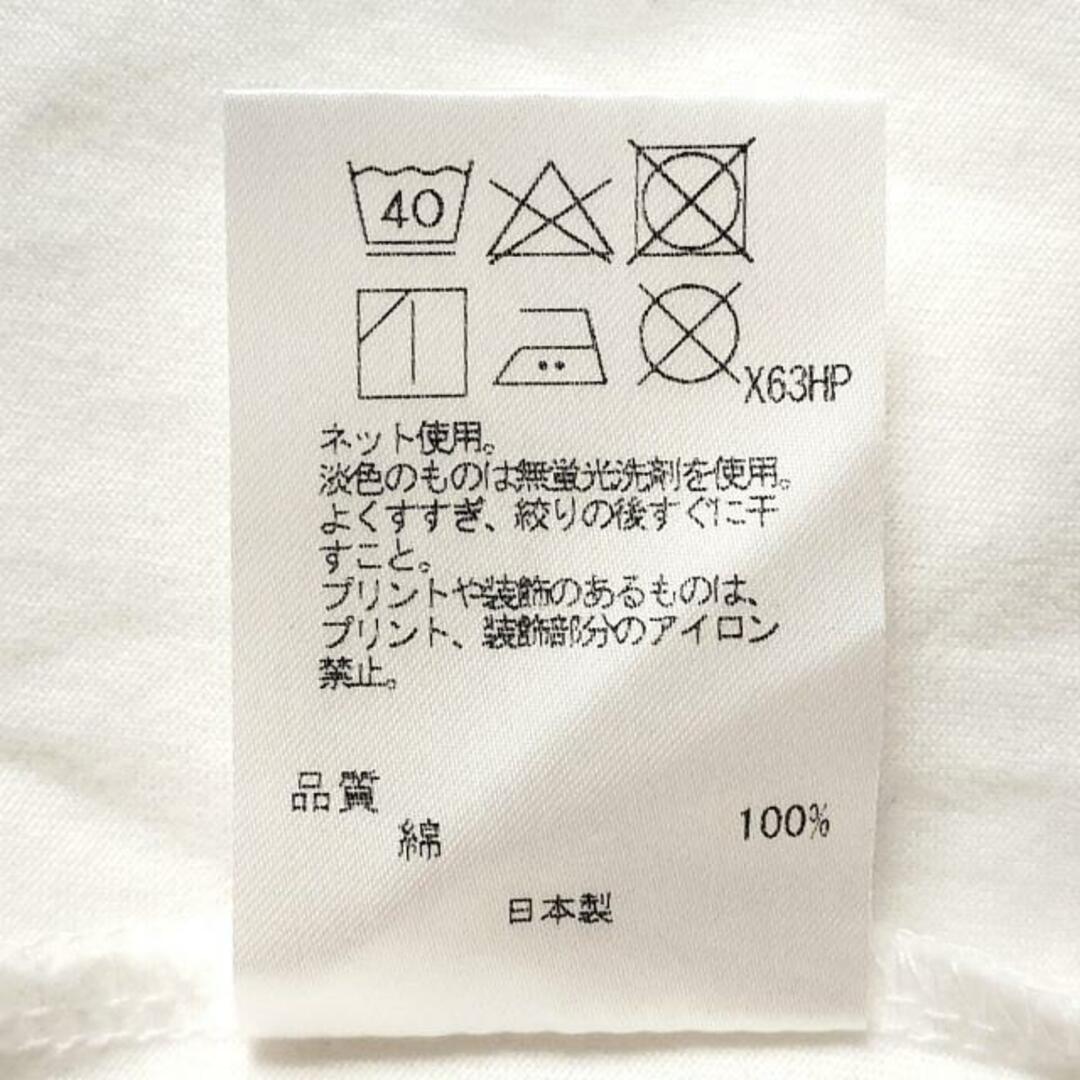 40
X63HP
ネット使用。
淡色のものは無蛍光洗剤を使用。
よくすすぎ、絞りの後すぐに干
すこと。
プリントや装飾のあるものは、
プリント、装飾部分のアイロン
禁止。
品質
綿 100%
日本製